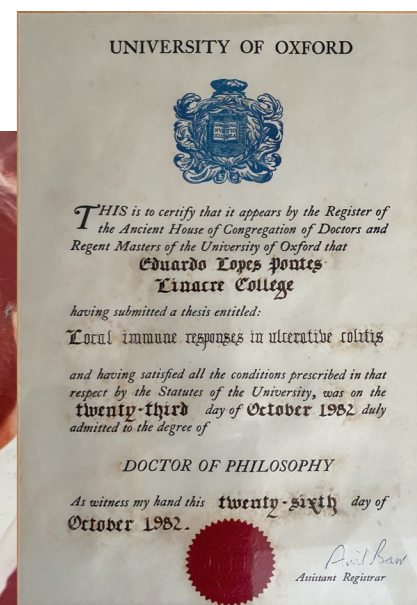 UNIVERSITY OF OXFORD
THIS is to certify that it appears by the Register of
the Ancient House of Congregation of Doctors and
Regent Masters of the University of Oxford that
Eduardo Lopes Pontes
Linacre College
having submitted a thesis entitled:
Local immune responses in ulcerative colitis
and having satisfied all the conditions prescribed in that
respect by the Statutes of the University, was on the
twenty-third day of October 1982 duly
admitted to the degree of
DOCTOR OF PHILOSOPHY
As witness my hand this twenty-sixth day of
October 1982.
Assistant Registrar